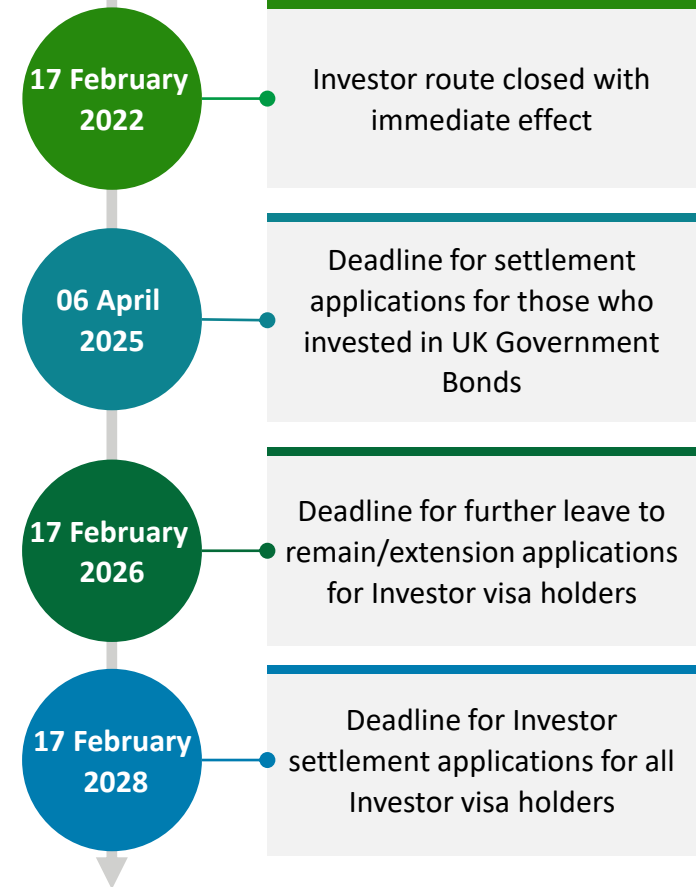 17 February
2022
Investor route closed with
immediate effect
06 April
2025
Deadline for settlement
applications for those who
invested in UK Government
Bonds
17 February
2026
Deadline for further leave to
remain/extension applications
for Investor visa holders
17 February
2028
Deadline for Investor
settlement applications for all
Investor visa holders